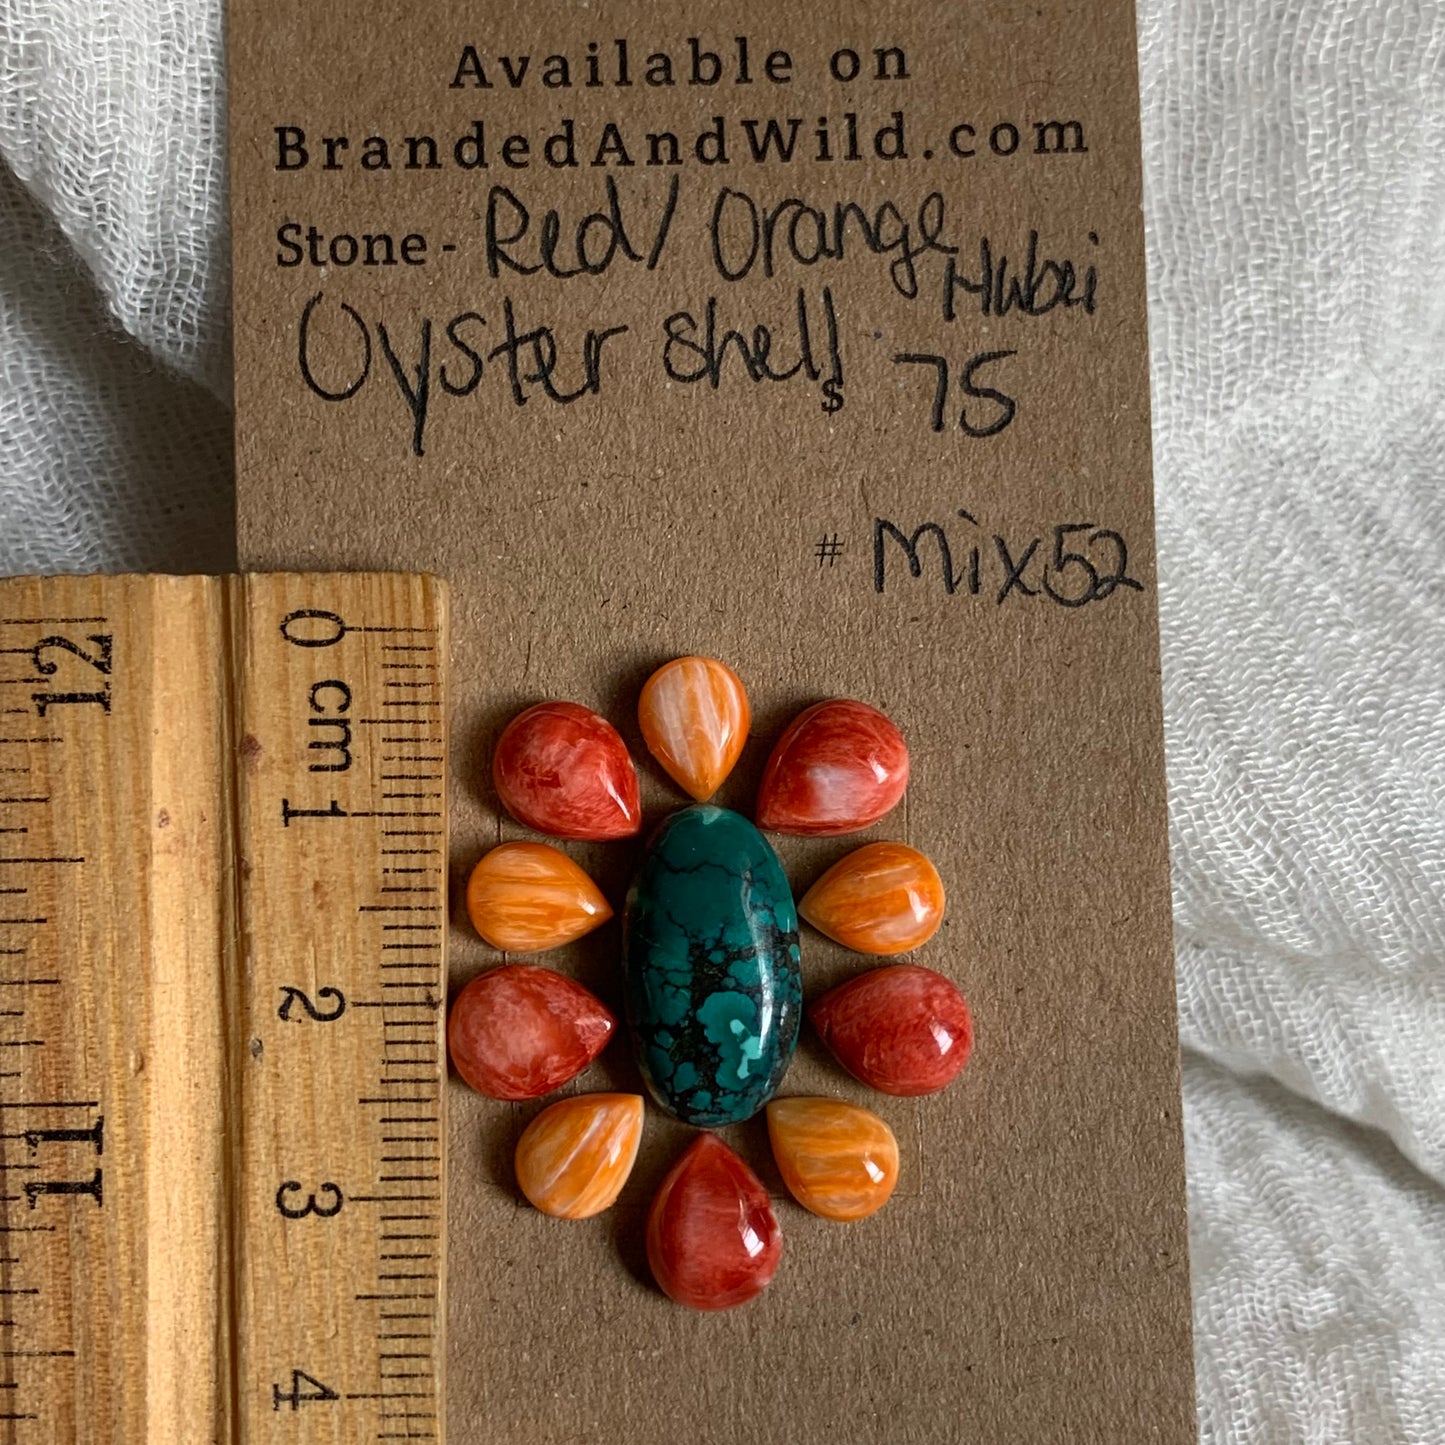 Available on
BrandedAndWild.com
Stone - Red/Orange Hubei
Oyster Shell $ 75
# Mix52
0 cm 1 2 3 4
12 11